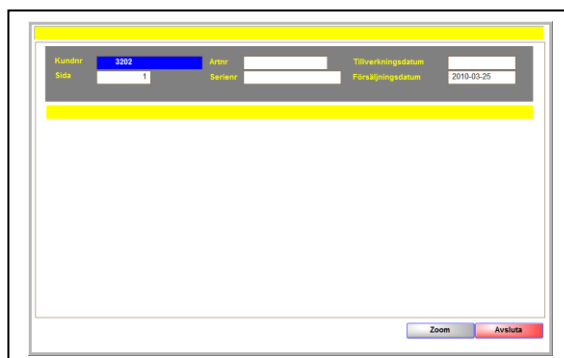 Kundnr 3202 Artnr Tillverkningsdatum
Sida 1 Serienr Försäljningsdatum 2010-03-25
Zoom Avsluta